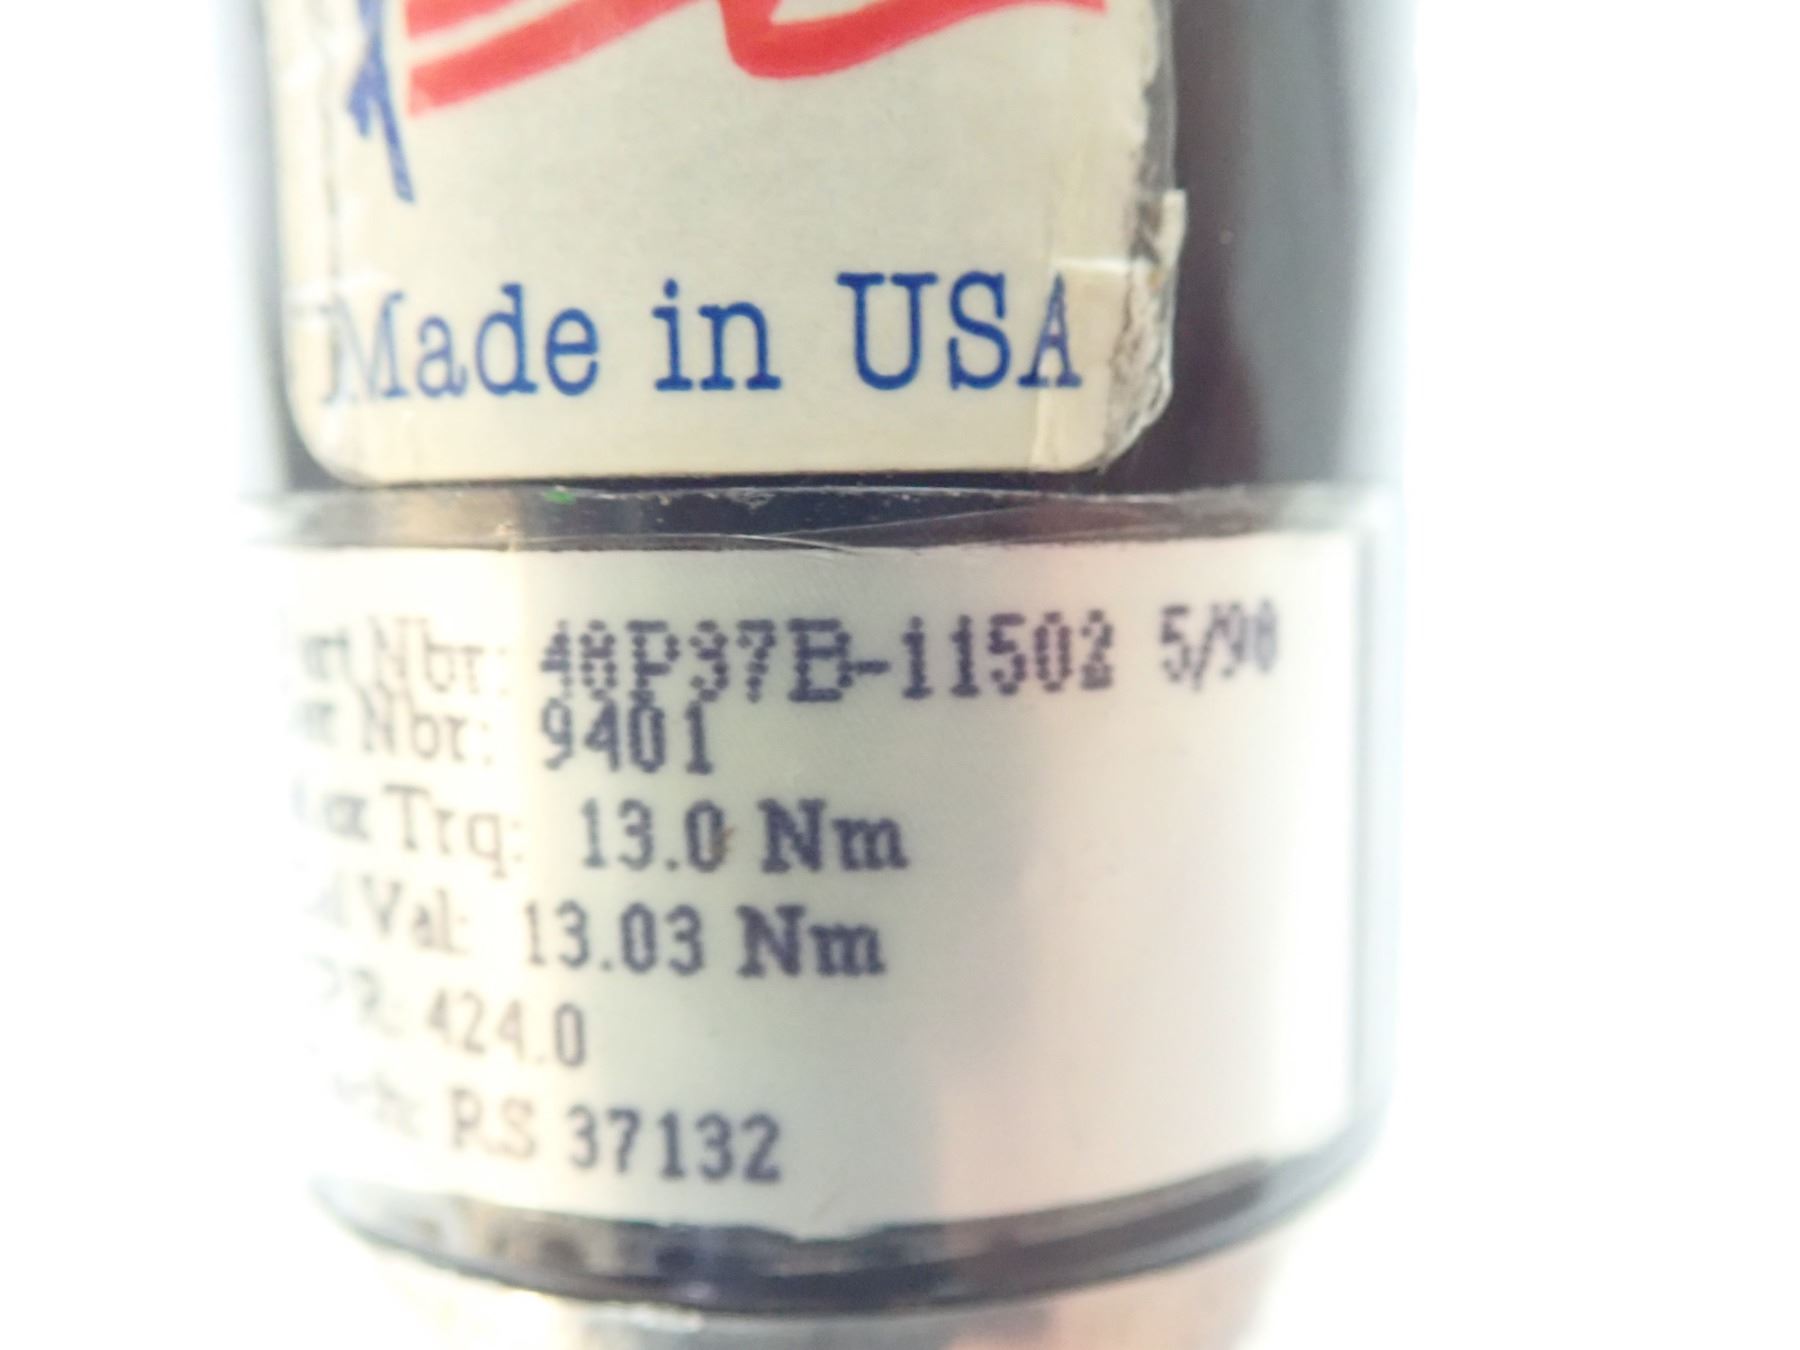 Made in USA
Nbr: 48P37B-11502 5/98
Nbr: 9401
Trq: 13.0 Nm
Val: 13.03 Nm
424.0
RS 37132